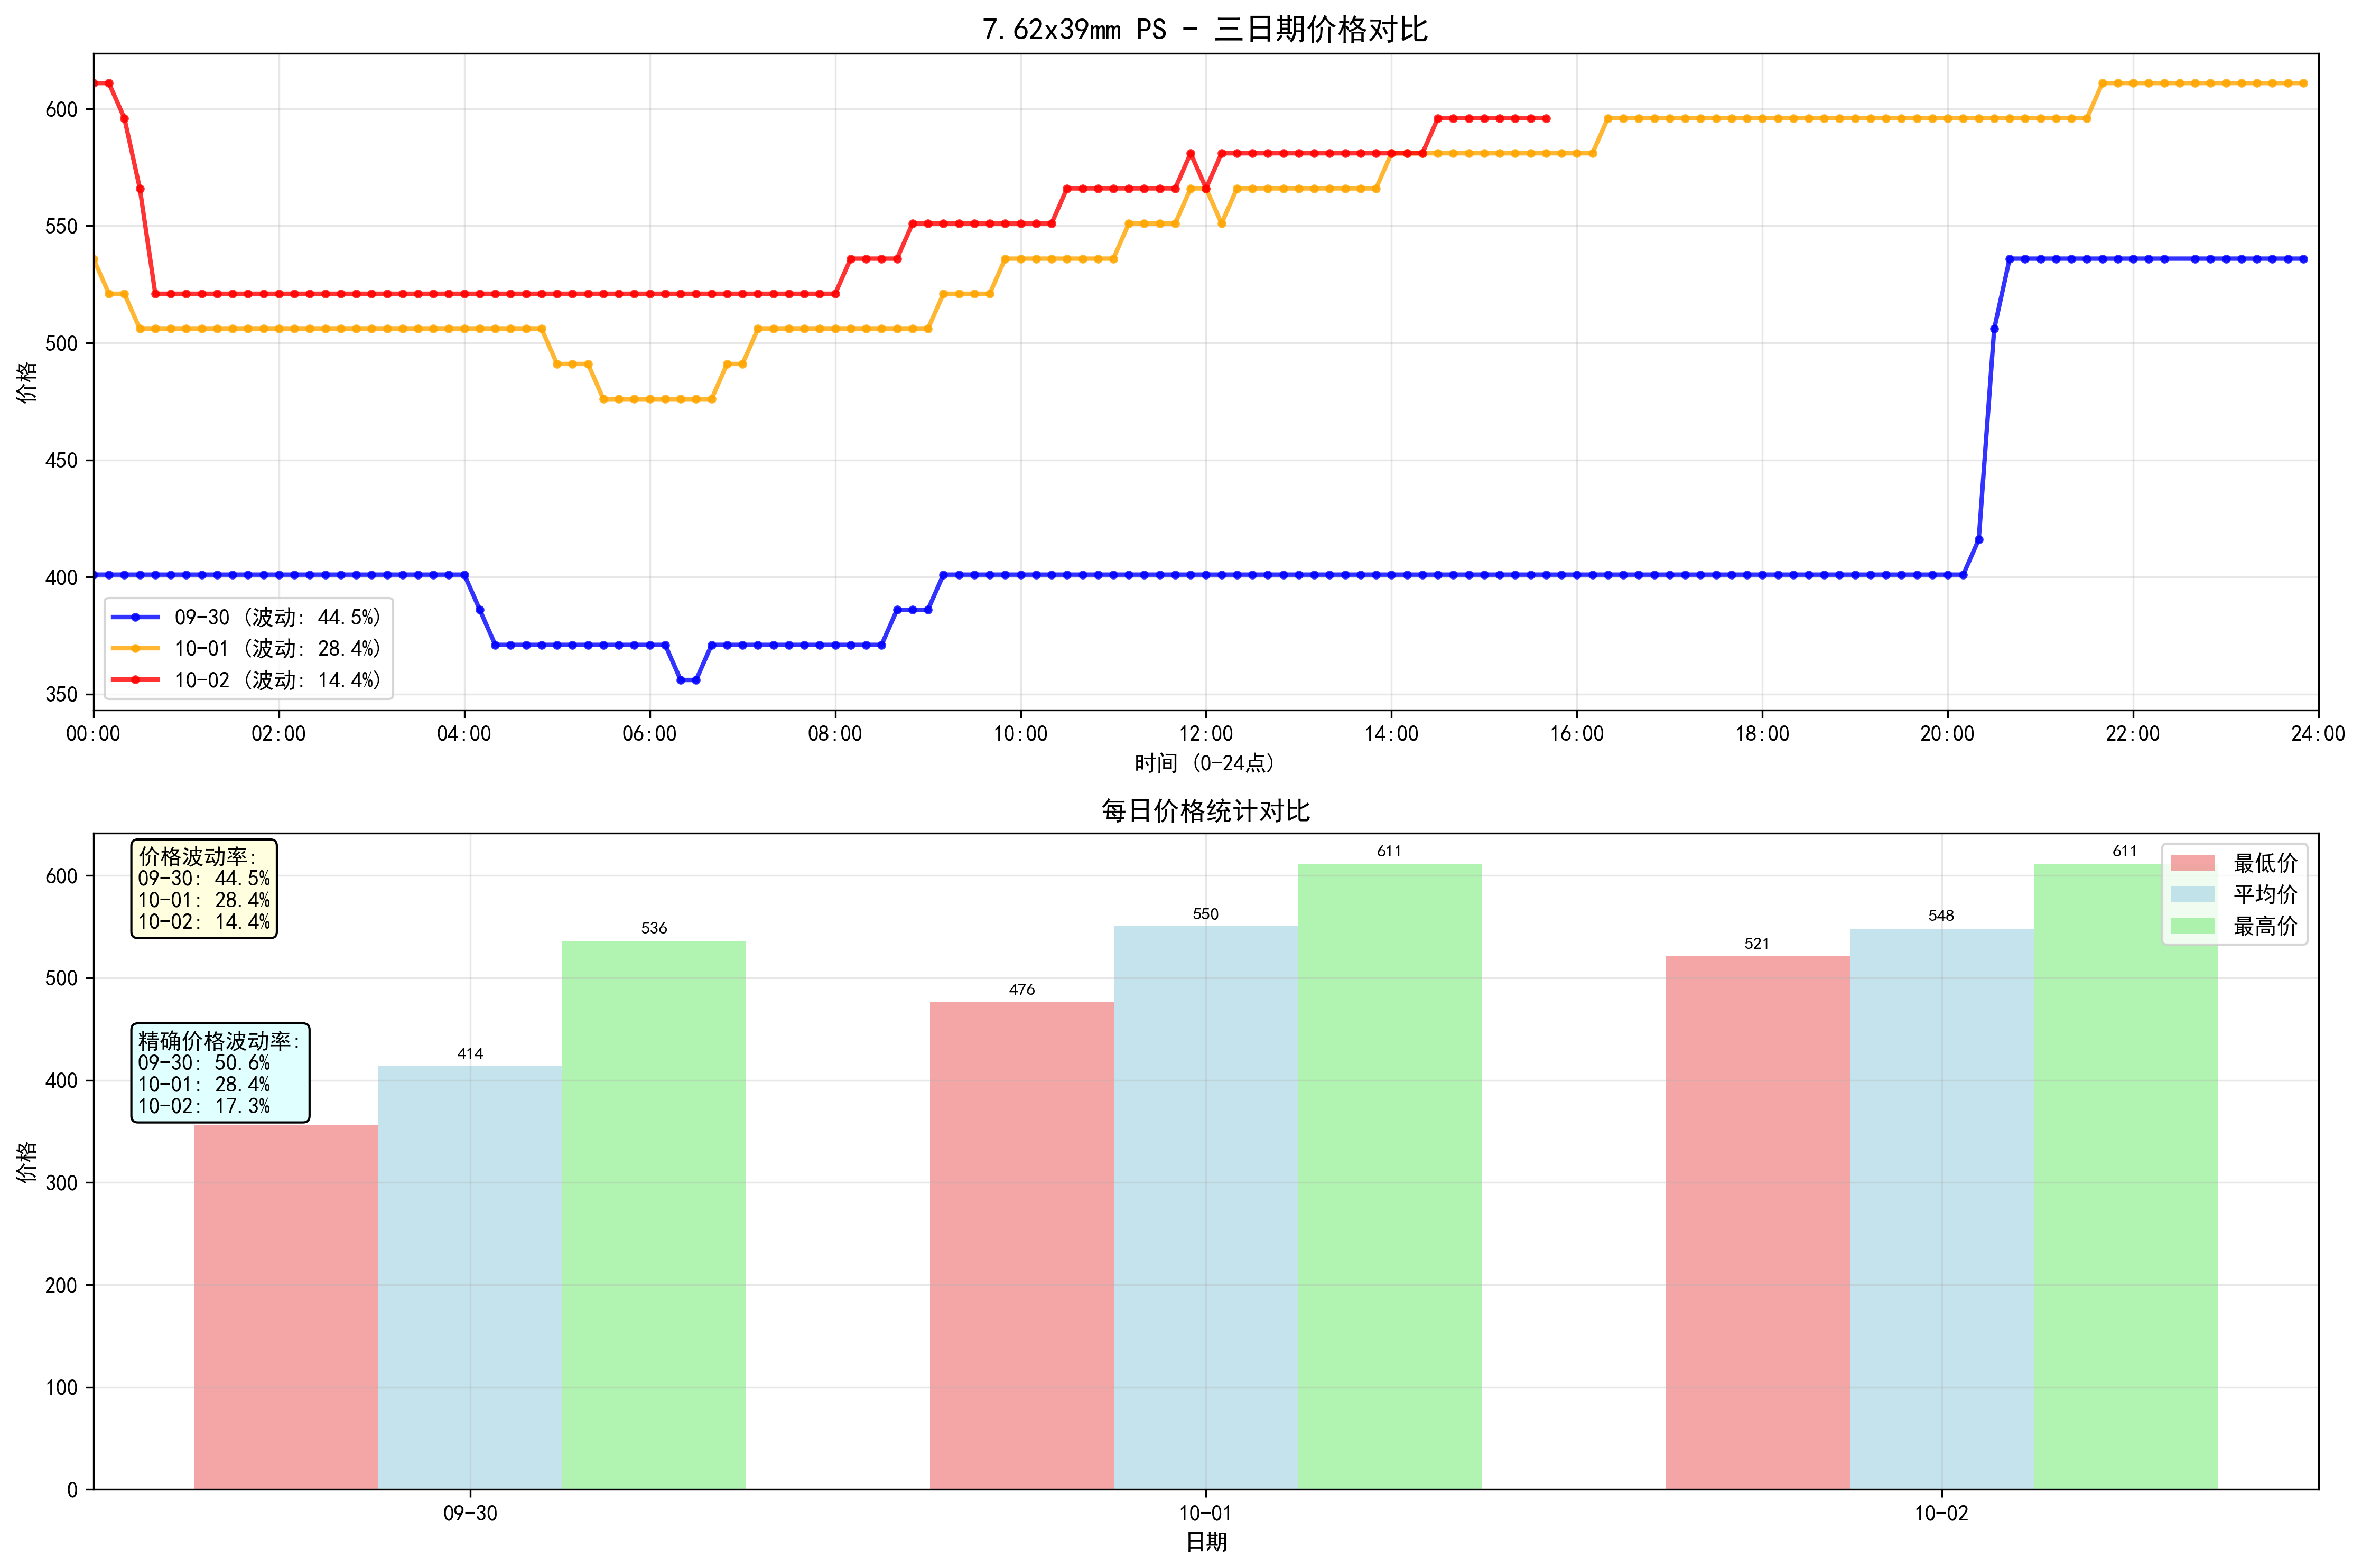 7.62x39mm PS - 三日期价格对比
价格
600
550
500
450
400
350
09-30 (波动: 44.5%)
10-01 (波动: 28.4%)
10-02 (波动: 14.4%)
00:00 02:00 04:00 06:00 08:00 10:00 12:00 14:00 16:00 18:00 20:00 22:00 24:00
时间 (0-24点)
每日价格统计对比
价格
600
500
400
300
200
100
0
价格波动率:
09-30: 44.5%
10-01: 28.4%
10-02: 14.4%
精确价格波动率:
09-30: 50.6%
10-01: 28.4%
10-02: 17.3%
414
536
476
550
611
521
548
611
最低价
平均价
最高价
09-30 10-01 10-02
日期